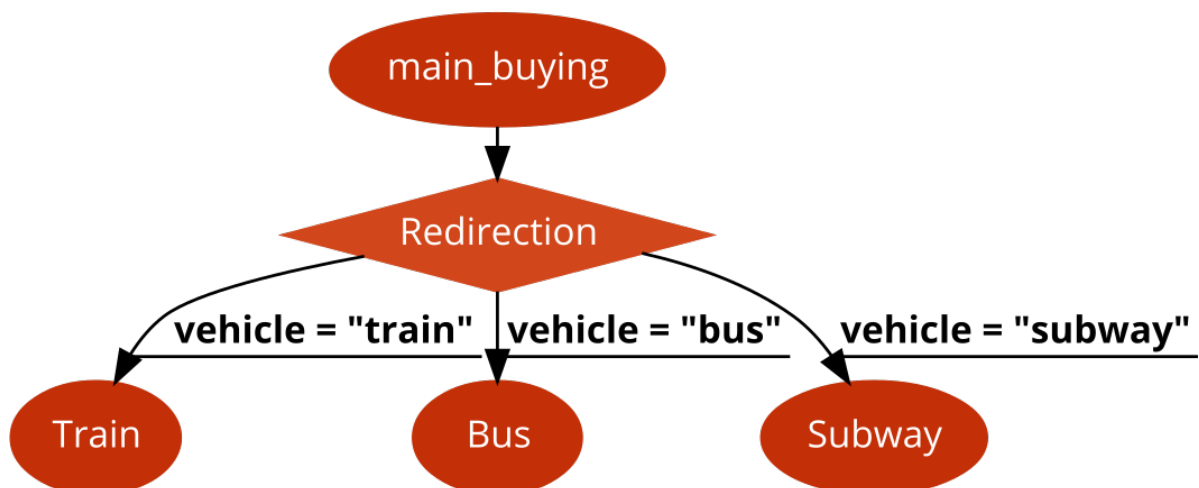 main_buying
Redirection
vehicle = "train"
vehicle = "bus"
vehicle = "subway"
Train
Bus
Subway